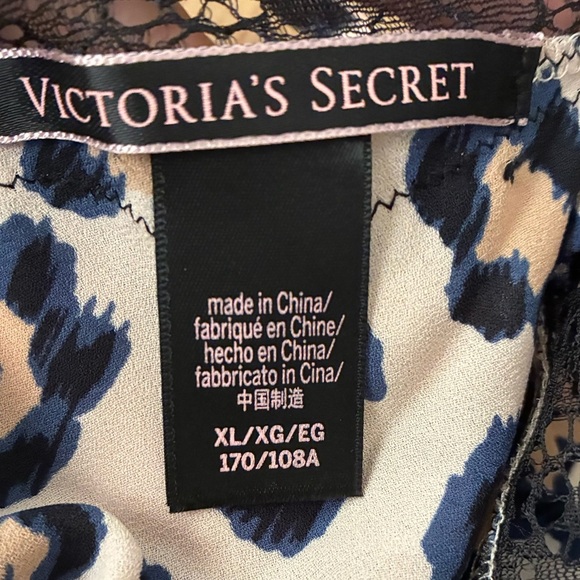 VICTORIA'S SECRET
made in China/
fabriqué en Chine/
hecho en China/
fabbricato in Cina/
中国制造
XL/XG/EG
170/108A